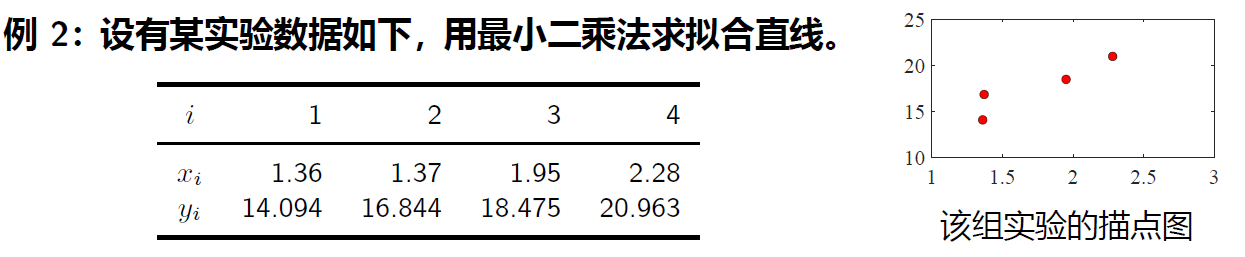 例 2：设有某实验数据如下，用最小二乘法求拟合直线。
i 1 2 3 4
x_i 1.36 1.37 1.95 2.28
y_i 14.094 16.844 18.475 20.963
25
20
15
10
1 1.5 2 2.5 3
该组实验的描点图